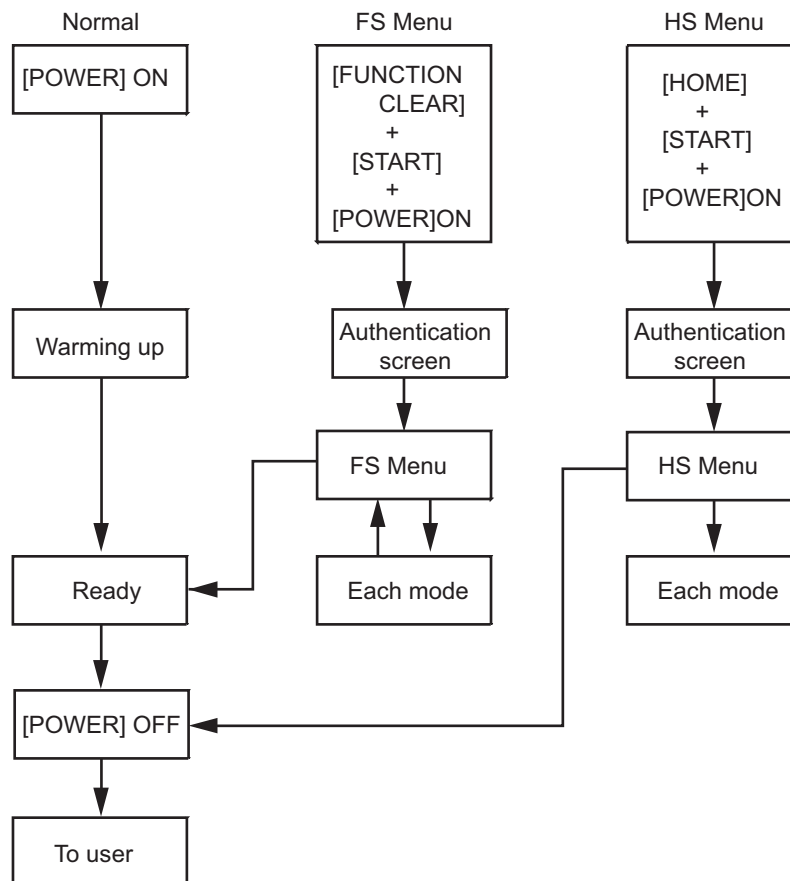 Normal
[POWER] ON
Warming up
Ready
[POWER] OFF
To user
FS Menu
[FUNCTION
CLEAR]
+
[START]
+
[POWER]ON
Authentication
screen
FS Menu
Each mode
HS Menu
[HOME]
+
[START]
+
[POWER]ON
Authentication
screen
HS Menu
Each mode